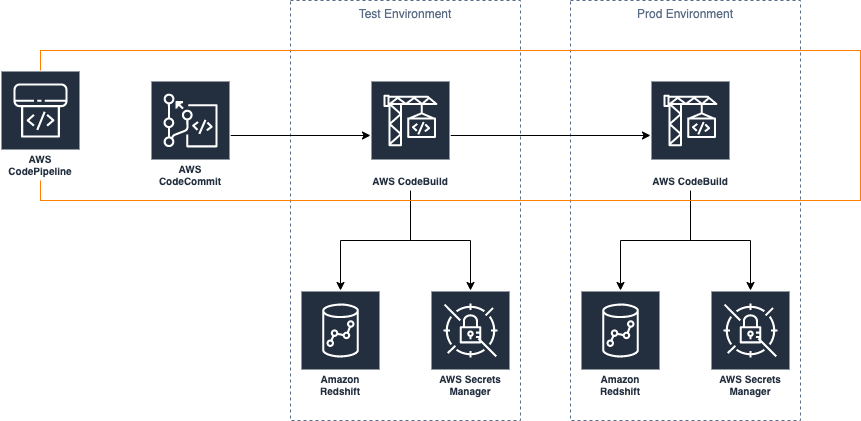 Test Environment
Prod Environment
AWS
CodePipeline
AWS
CodeCommit
AWS CodeBuild
AWS CodeBuild
Amazon
Redshift
AWS Secrets
Manager
Amazon
Redshift
AWS Secrets
Manager